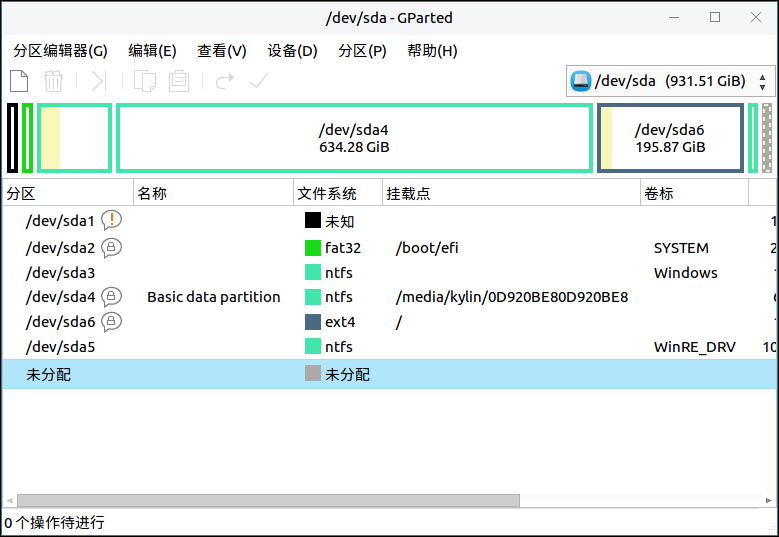 /dev/sda - GParted
分区编辑器(G) 编辑(E) 查看(V) 设备(D) 分区(P) 帮助(H)
/dev/sda (931.51 GiB)
/dev/sda4
634.28 GiB
/dev/sda6
195.87 GiB
分区 名称 文件系统 挂载点 卷标
/dev/sda1 未知 1
/dev/sda2 fat32 /boot/efi SYSTEM 2
/dev/sda3 ntfs Windows
/dev/sda4 Basic data partition ntfs /media/kylin/0D920BE80D920BE8
/dev/sda6 ext4 /
/dev/sda5 ntfs WinRE_DRV 10
未分配 未分配
0 个操作待进行